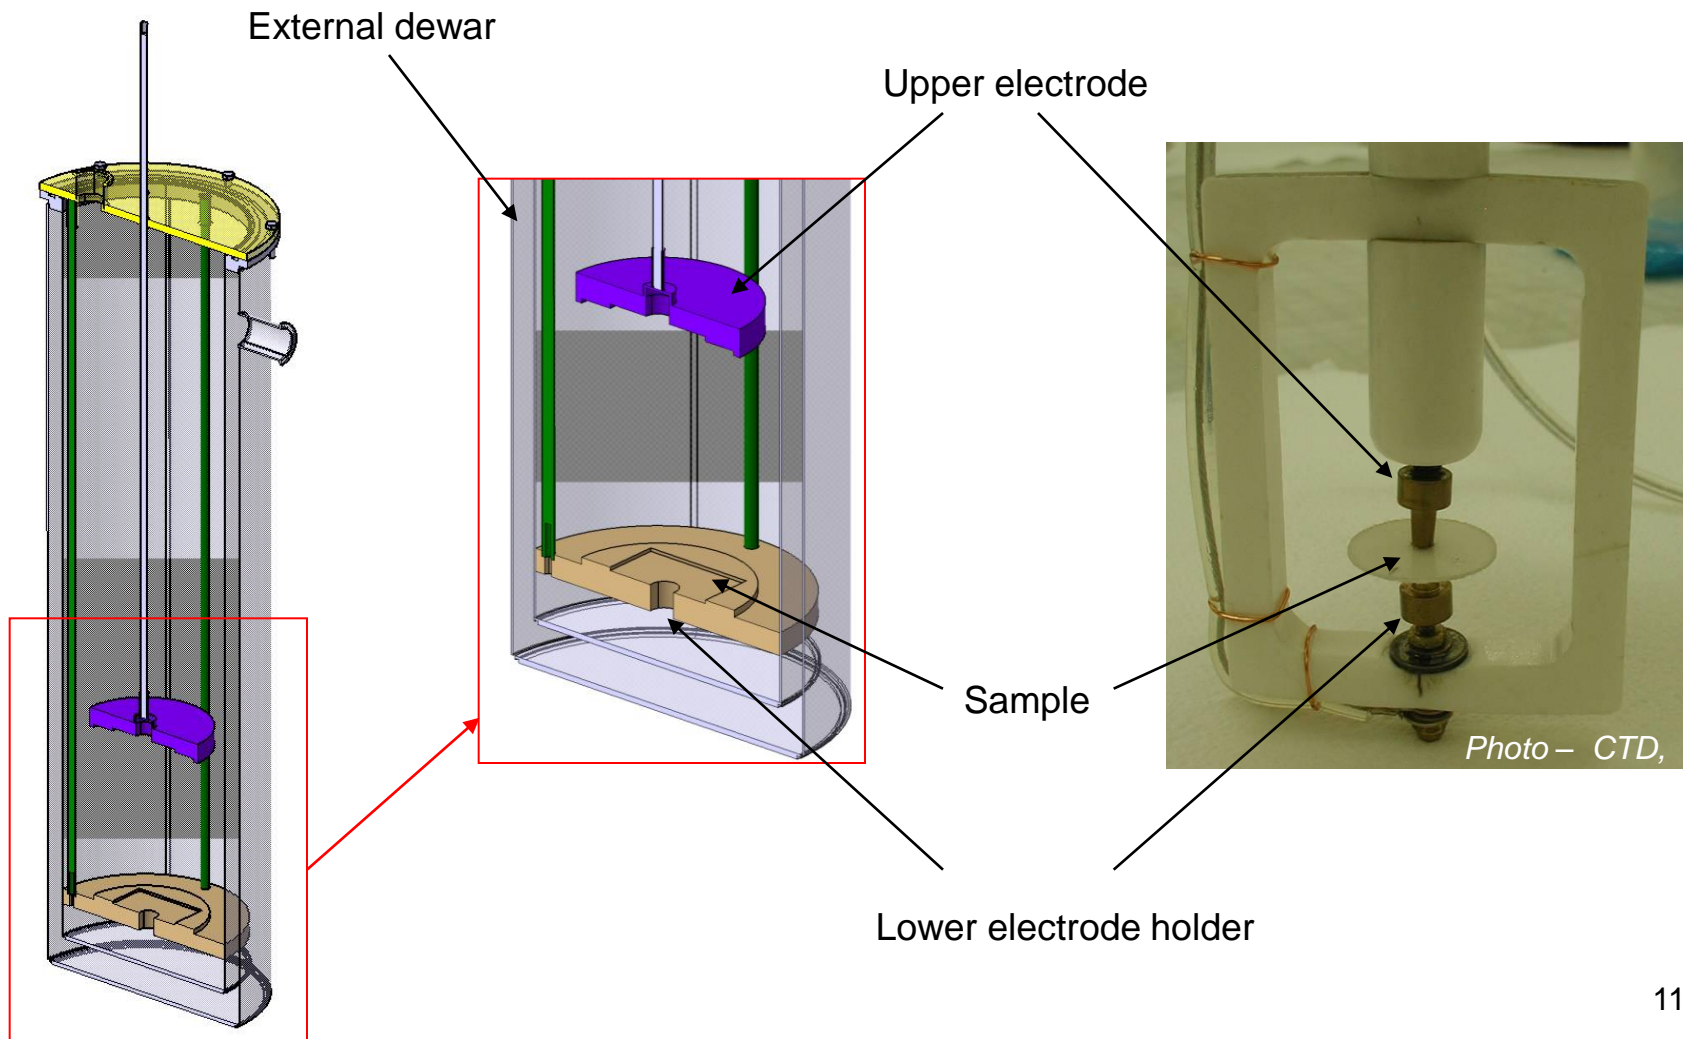 External dewar
Upper electrode
Sample
Photo – CTD,
Lower electrode holder
11